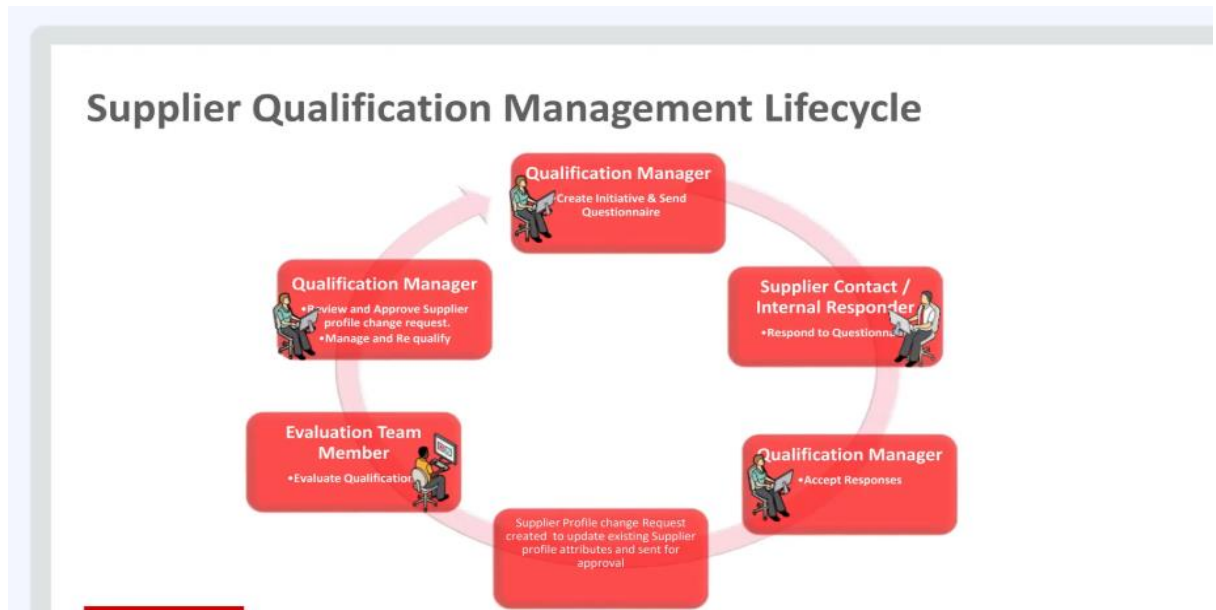 Supplier Qualification Management Lifecycle
Qualification Manager
Create Initiative & Send
Questionnaire
Supplier Contact /
Internal Responder
•Respond to
Qualification Manager
•Accept Responses
Supplier Profile change Request
created to update existing Supplier
profile attributes and sent for
approval
Evaluation Team
Member
•Evaluate Qualification
Qualification Manager
•Review and Approve Supplier
profile change request.
•Manage and Re qualify